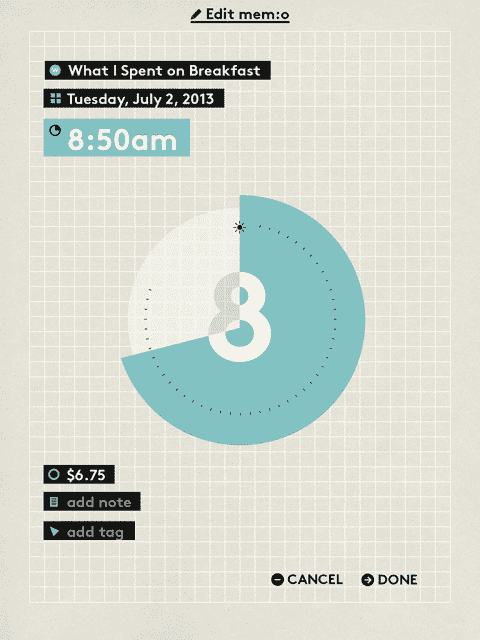 Edit mem:o
What I Spent on Breakfast
Tuesday, July 2, 2013
8:50am
8
$6.75
add note
add tag
CANCEL DONE